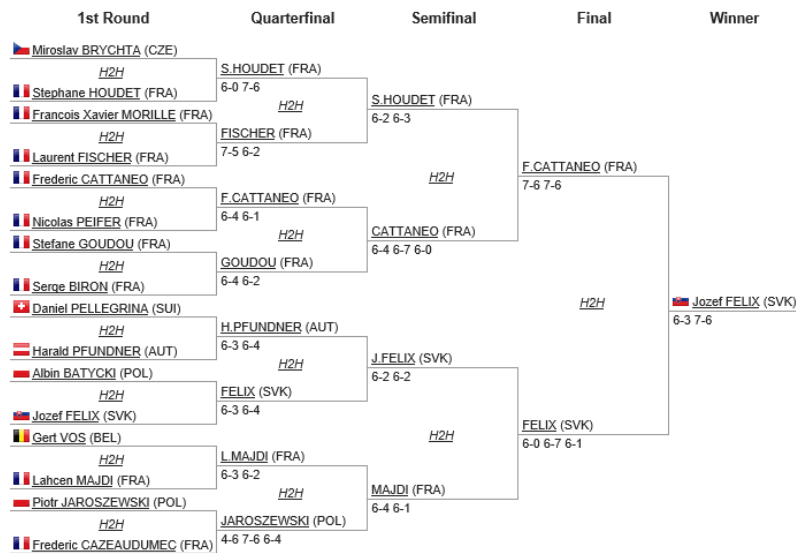 1st Round Quarterfinal Semifinal Final Winner
Miroslav BRYCHTA (CZE)
H2H
Stephane HOUDET (FRA)
Francois Xavier MORILLE (FRA)
H2H
Laurent FISCHER (FRA)
Frederic CATTANEO (FRA)
H2H
Nicolas PEIFER (FRA)
Stefane GOUDOU (FRA)
H2H
Serge BIRON (FRA)
Daniel PELLEGRINA (SUI)
H2H
Harald PFUNDNER (AUT)
Albin BATYCKI (POL)
H2H
Jozef FELIX (SVK)
Gert VOS (BEL)
H2H
Lahcen MAJDI (FRA)
Piotr JAROSZEWSKI (POL)
H2H
Frederic CAZEAUDUMEC (FRA)
S.HOUDET (FRA)
6-0 7-6
H2H
FISCHER (FRA)
7-5 6-2
F.CATTANEO (FRA)
6-4 6-1
H2H
GOUDOU (FRA)
6-4 6-2
H.PFUNDNER (AUT)
6-3 6-4
H2H
FELIX (SVK)
6-3 6-4
L.MAJDI (FRA)
6-3 6-2
H2H
JAROSZEWSKI (POL)
4-6 7-6 6-4
S.HOUDET (FRA)
6-2 6-3
H2H
CATTANEO (FRA)
6-4 6-7 6-0
J.FELIX (SVK)
6-2 6-2
H2H
MAJDI (FRA)
6-4 6-1
F.CATTANEO (FRA)
7-6 7-6
H2H
FELIX (SVK)
6-0 6-7 6-1
Jozef FELIX (SVK)
6-3 7-6